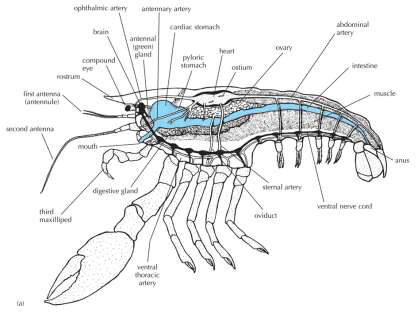 ophthalmic artery
antennary artery
cardiac stomach
brain
antennal
(green)
gland
pyloric
stomach
heart
ostium
ovary
abdominal
artery
intestine
muscle
compound
eye
rostrum
first antenna
(antennule)
second antenna
mouth
anus
digestive gland
sternal artery
ventral nerve cord
third
maxilliped
oviduct
ventral
thoracic
artery
(a)